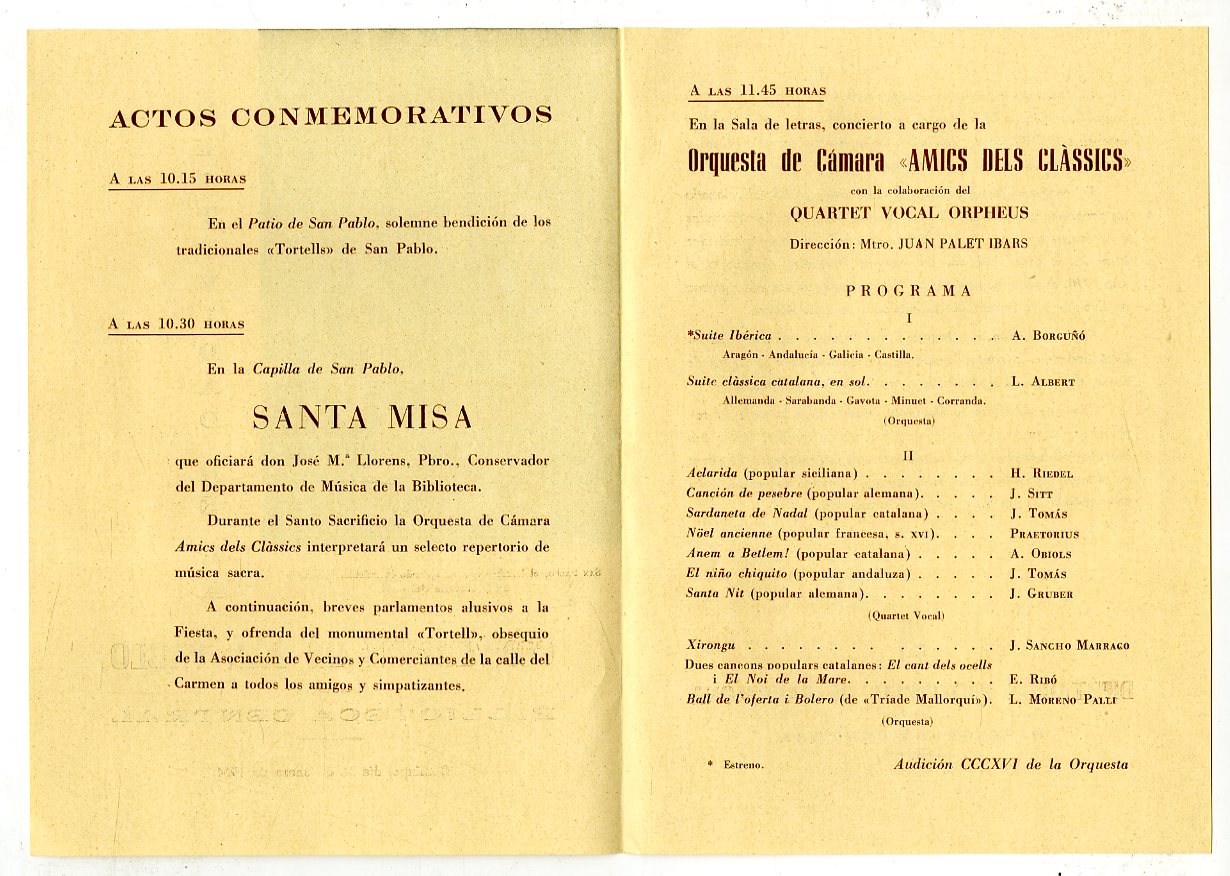 ACTOS CONMEMORATIVOS
A LAS 10.15 HORAS
En el Patio de San Pablo, solemne bendición de los
tradicionales «Tortells» de San Pablo.
A LAS 10.30 HORAS
En la Capilla de San Pablo,
SANTA MISA
que oficiará don José M.ª Llorens, Pbro., Conservador
del Departamento de Música de la Biblioteca.
Durante el Santo Sacrificio la Orquesta de Cámara
Amics dels Clàssics interpretará un selecto repertorio de
música sacra.
A continuación, breves parlamentos alusivos a la
Fiesta, y ofrenda del monumental «Tortell», obsequio
de la Asociación de Vecinos y Comerciantes de la calle del
Carmen a todos los amigos y simpatizantes.
A LAS 11.45 HORAS
En la Sala de letras, concierto a cargo de la
Orquesta de Cámara «AMICS DELS CLÀSSICS»
con la colaboración del
QUARTET VOCAL ORPHEUS
Dirección: Mtro. JUAN PALET IBARS
PROGRAMA
I
*Suite Ibérica . . . . . . . . . . . . . A. BORGUÑÓ
Aragón - Andalucía - Galicia - Castilla.
Suite clàssica catalana, en sol. . . . . . . . L. ALBERT
Allemanda - Sarabanda - Gavota - Minuet - Corranda.
(Orquesta)
II
Aclarida (popular siciliana) . . . . . . . . H. RIEDEL
Canción de pesebre (popular alemana). . . . . J. SITT
Sardaneta de Nadal (popular catalana) . . . . J. TOMÁS
Nöel ancienne (popular francesa, s. XVI). . . . PRAETORIUS
Anem a Betlem! (popular catalana) . . . . . A. OBIOLS
El niño chiquito (popular andaluza) . . . . . J. TOMÁS
Santa Nit (popular alemana). . . . . . . . J. GRUBER
(Quartet Vocal)
Xirongu . . . . . . . . . . . . . . . J. SANCHO MARRACO
Dues cançons populars catalanes: El cant dels ocells
i El Noi de la Mare. . . . . . . . . E. RIBÓ
Ball de l'oferta i Bolero (de «Tríade Mallorquí»). L. MORENO PALLÍ
(Orquesta)
* Estreno.
Audición CCCXVI de la Orquesta